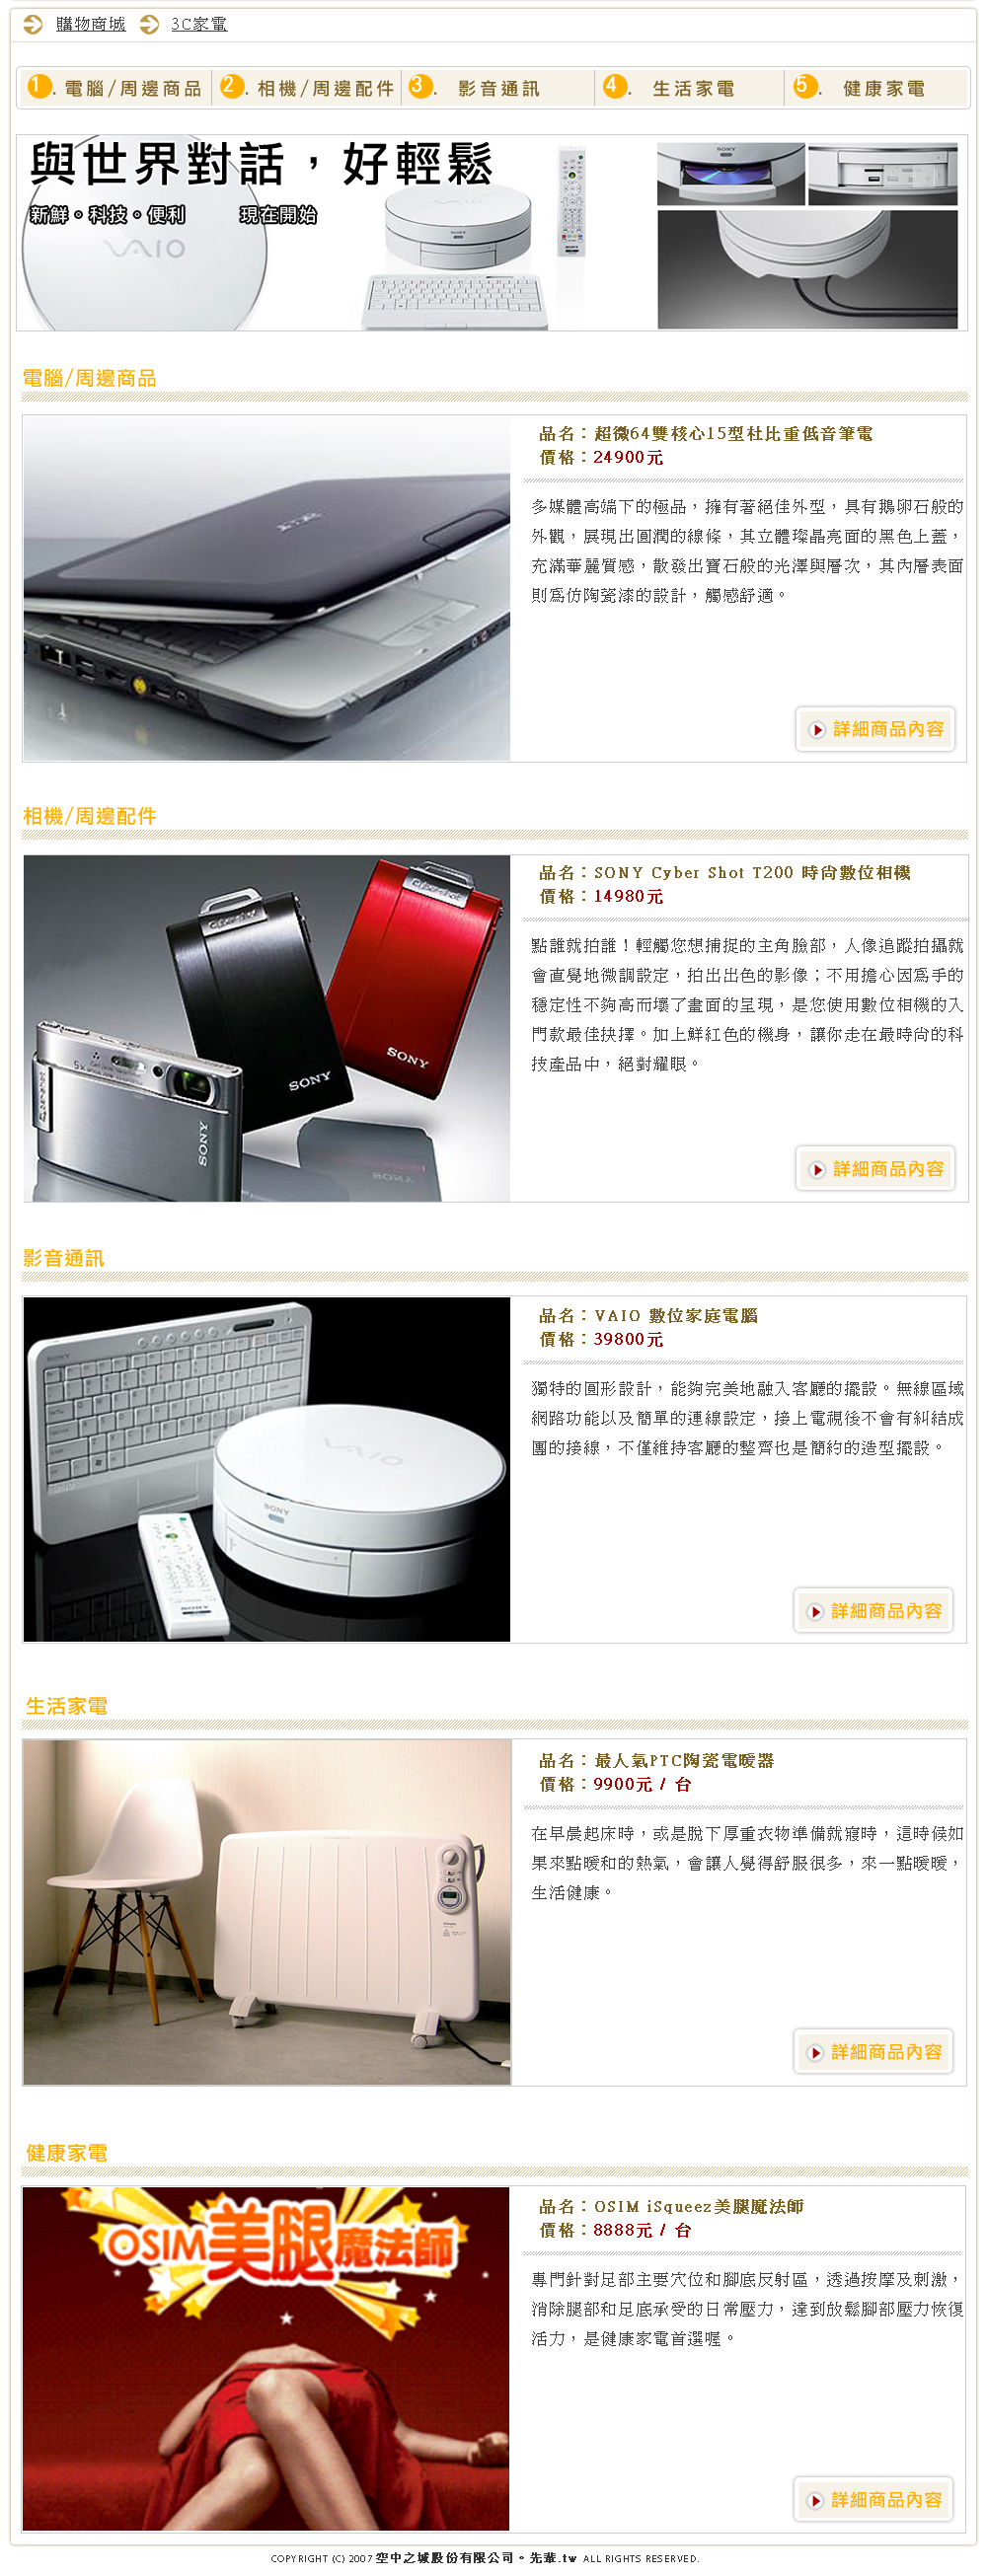 購物商城 3C家電
1. 電腦/周邊商品 2. 相機/周邊配件 3. 影音通訊 4. 生活家電 5. 健康家電
與世界對話，好輕鬆
新鮮。科技。便利 現在開始
VAIO
SONY
電腦/周邊商品
品名：超微64雙核心15型杜比重低音筆電
價格：24900元
多媒體高端下的極品，擁有著絕佳外型，具有鵝卵石般的
外觀，展現出圓潤的線條，其立體璨晶亮面的黑色上蓋，
充滿華麗質感，散發出寶石般的光澤與層次，其內層表面
則為仿陶瓷漆的設計，觸感舒適。
詳細商品內容
相機/周邊配件
Cyber-shot
Cyber-shot
SONY
SONY
SONY
品名：SONY Cyber Shot T200 時尚數位相機
價格：14980元
點誰就拍誰！輕觸您想捕捉的主角臉部，人像追蹤拍攝就
會直覺地微調設定，拍出出色的影像；不用擔心因為手的
穩定性不夠高而壞了畫面的呈現，是您使用數位相機的入
門款最佳抉擇。加上鮮紅色的機身，讓你走在最時尚的科
技產品中，絕對耀眼。
詳細商品內容
影音通訊
SONY
VAIO
SONY
SONY
品名：VAIO 數位家庭電腦
價格：39800元
獨特的圓形設計，能夠完美地融入客廳的擺設。無線區域
網路功能以及簡單的連線設定，接上電視後不會有糾結成
團的接線，不僅維持客廳的整齊也是簡約的造型擺設。
詳細商品內容
生活家電
品名：最人氣PTC陶瓷電暖器
價格：9900元 / 台
在早晨起床時，或是脫下厚重衣物準備就寢時，這時候如
果來點暖和的熱氣，會讓人覺得舒服很多，來一點暖暖，
生活健康。
詳細商品內容
健康家電
OSIM美腿魔法師
品名：OSIM iSqueez美腿魔法師
價格：8888元 / 台
專門針對足部主要穴位和腳底反射區，透過按摩及刺激，
消除腿部和足底承受的日常壓力，達到放鬆腳部壓力恢復
活力，是健康家電首選喔。
詳細商品內容
COPYRIGHT (C) 2007 空中之城股份有限公司。先輩.tw ALL RIGHTS RESERVED.